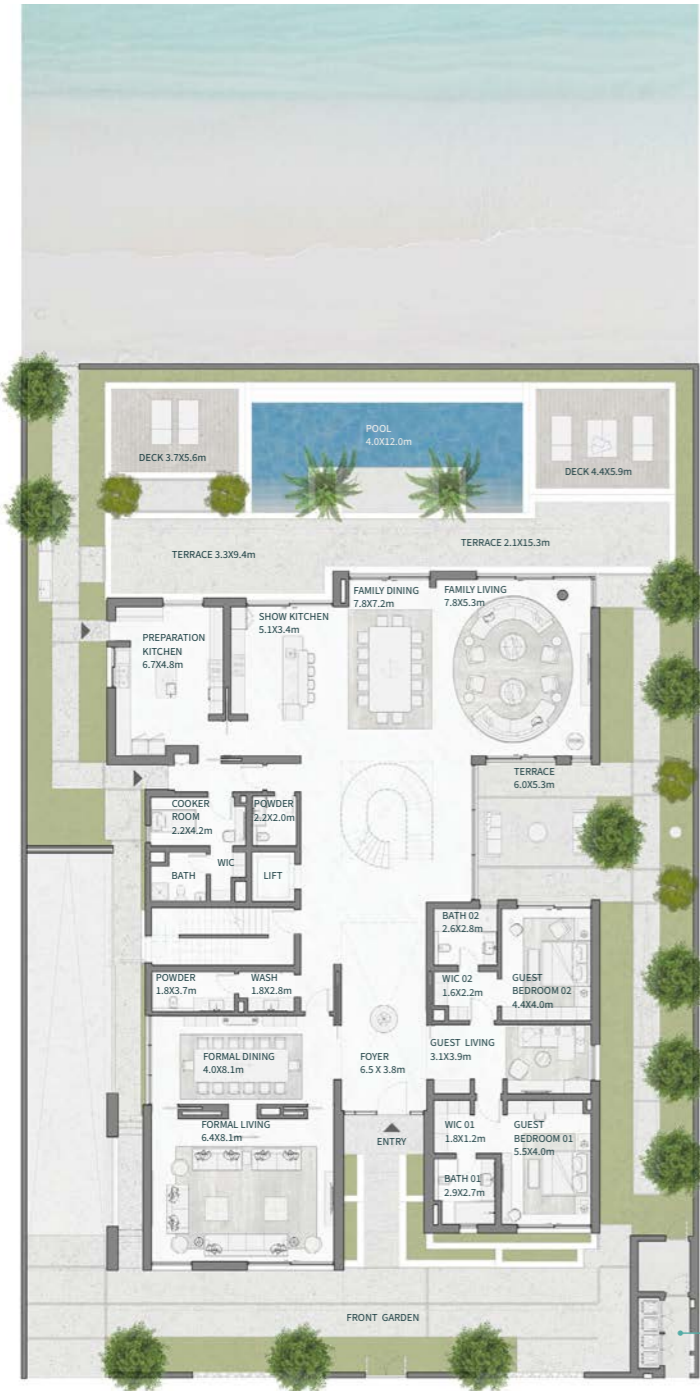 POOL
4.0X12.0m
DECK 3.7X5.6m
DECK 4.4X5.9m
TERRACE 2.1X15.3m
TERRACE 3.3X9.4m
FAMILY DINING
7.8X7.2m
FAMILY LIVING
7.8X5.3m
SHOW KITCHEN
5.1X3.4m
PREPARATION
KITCHEN
6.7X4.8m
TERRACE
6.0X5.3m
COOKER
ROOM
2.2X4.2m
POWDER
2.2X2.0m
WIC
BATH
LIFT
BATH 02
2.6X2.8m
POWDER
1.8X3.7m
WASH
1.8X2.8m
WIC 02
1.6X2.2m
GUEST
BEDROOM 02
4.4X4.0m
FORMAL DINING
4.0X8.1m
FOYER
6.5 X 3.8m
GUEST LIVING
3.1X3.9m
FORMAL LIVING
6.4X8.1m
ENTRY
WIC 01
1.8X1.2m
GUEST
BEDROOM 01
5.5X4.0m
BATH 01
2.9X2.7m
FRONT GARDEN